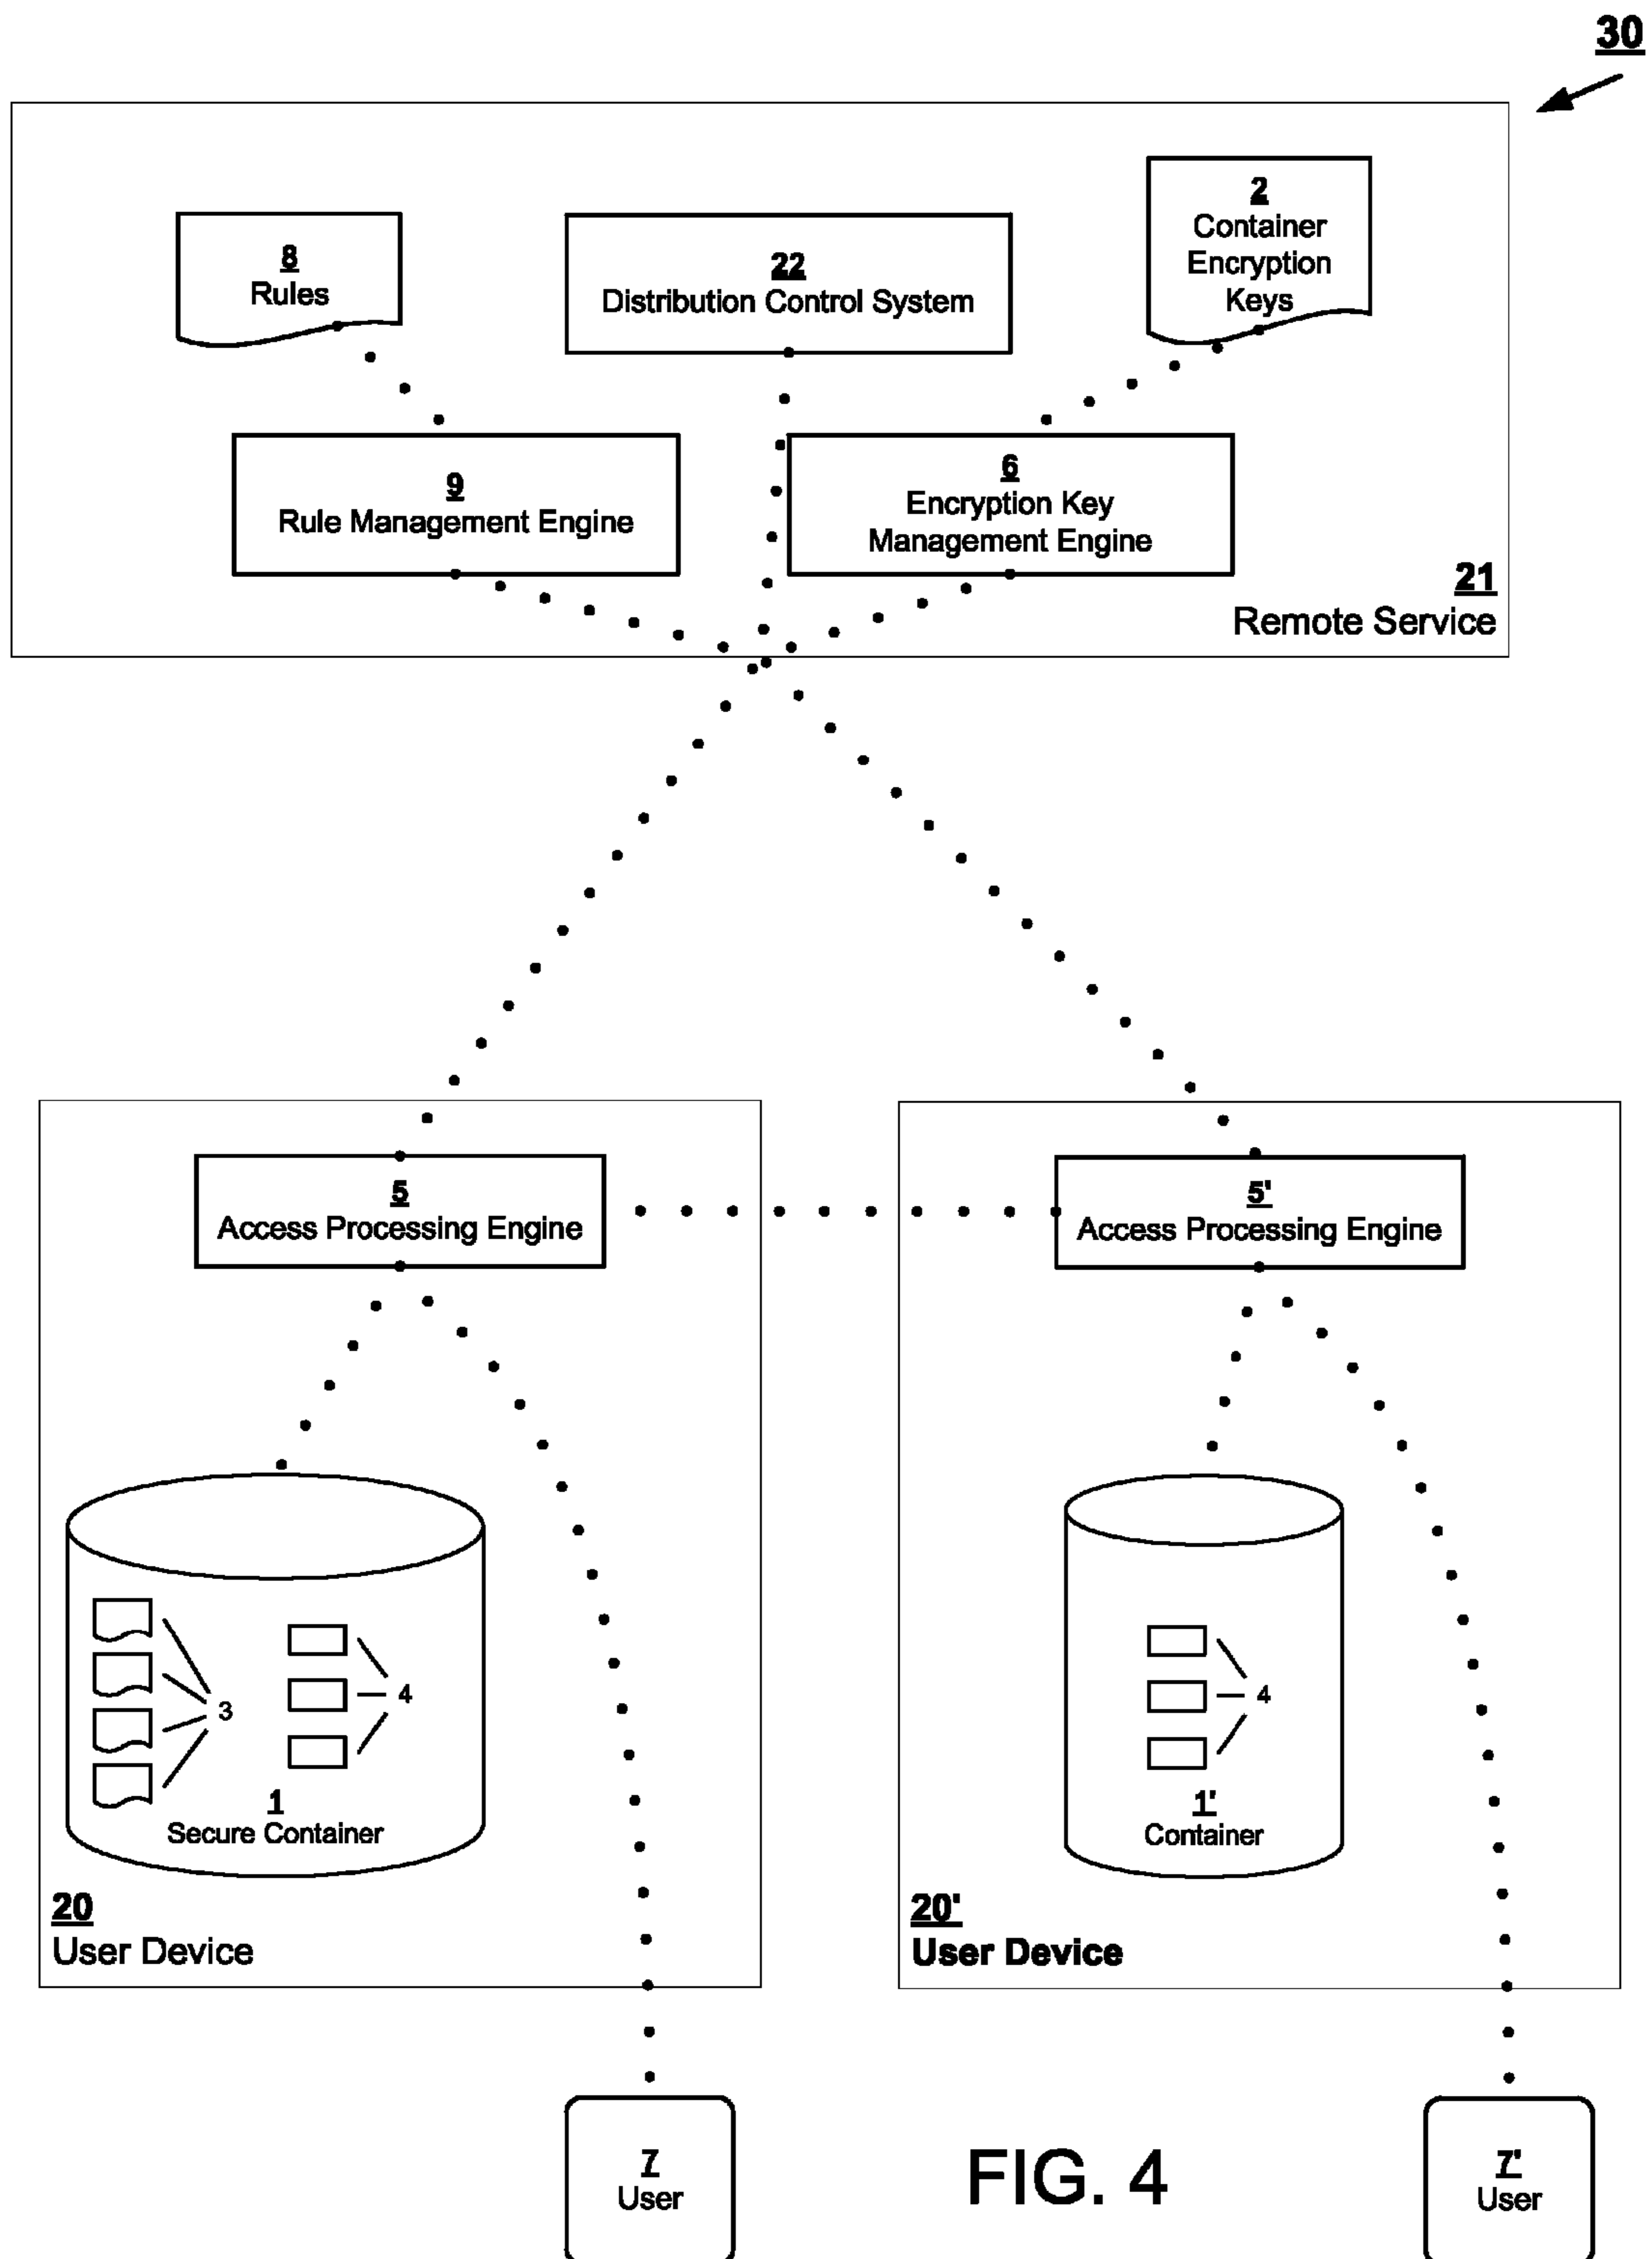 30
8
Rules
22
Distribution Control System
2
Container
Encryption
Keys
9
Rule Management Engine
6
Encryption Key
Management Engine
21
Remote Service
5
Access Processing Engine
5'
Access Processing Engine
3
4
1
Secure Container
4
1'
Container
20
User Device
20'
User Device
7
User
FIG. 4
7'
User